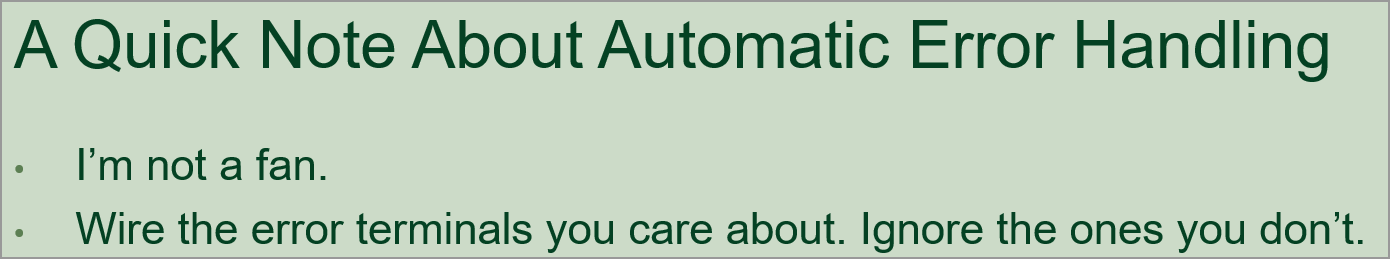 A Quick Note About Automatic Error Handling
• I’m not a fan.
• Wire the error terminals you care about. Ignore the ones you don’t.